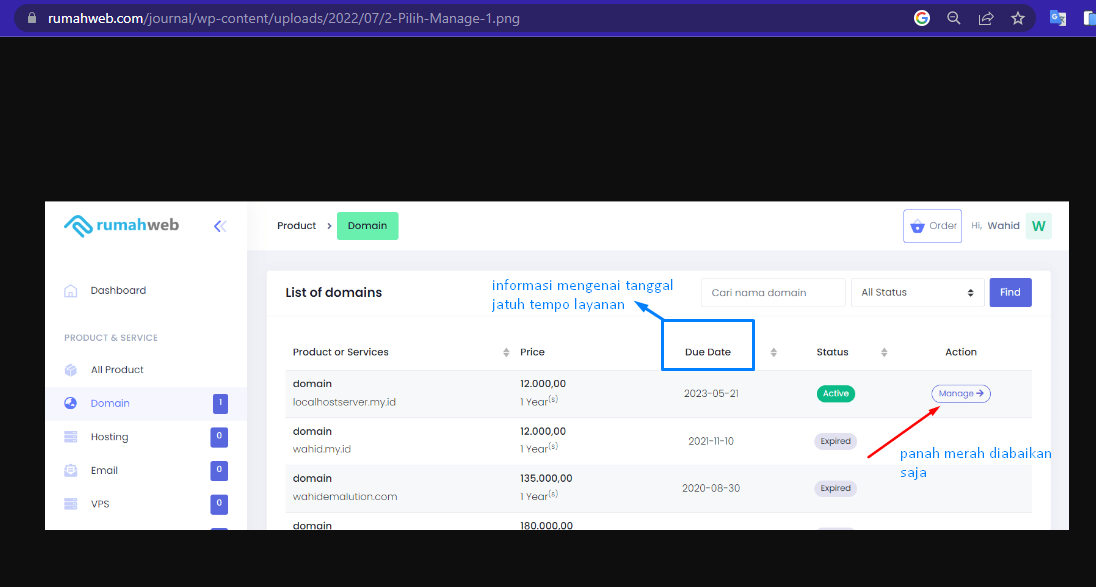 rumahweb.com/journal/wp-content/uploads/2022/07/2-Pilih-Manage-1.png
rumahweb
Product > Domain
Order
Hi, Wahid
W
Dashboard
PRODUCT & SERVICE
All Product
Domain 1
Hosting 0
Email 0
VPS 0
List of domains
informasi mengenai tanggal
jatuh tempo layanan
Cari nama domain
All Status
Find
Product or Services Price Due Date Status Action
domain 12.000,00
localhostserver.my.id 1 Year(s) 2023-05-21 Active Manage →
domain 12.000,00
wahid.my.id 1 Year(s) 2021-11-10 Expired
panah merah diabaikan
saja
domain 135.000,00
wahidemalution.com 1 Year(s) 2020-08-30 Expired
domain 180.000,00